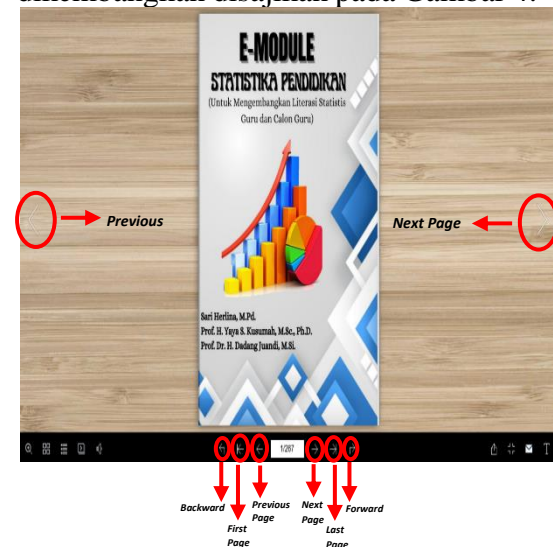 E-MODULE
STATISTIKA PENDIDIKAN
(Untuk Mengembangkan Literasi Statistis
Guru dan Calon Guru)
Previous
Next Page
Sari Herlina, M.Pd.
Prof. H. Yaya S. Kusumah, M.Sc., Ph.D.
Prof. Dr. H. Dadang Juandi, M.Si.
1/287
Backward
First
Page
Previous
Page
Next
Page
Last
Page
Forward